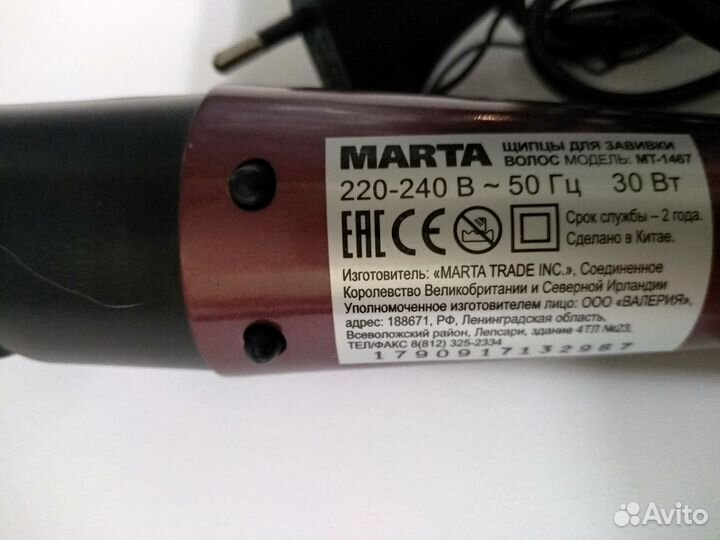 MARTA
ЩИПЦЫ ДЛЯ ЗАВИВКИ
ВОЛОС МОДЕЛЬ: MT-1467
220-240 В ~ 50 Гц 30 Вт
EAC CE
Срок службы – 2 года.
Сделано в Китае.
Изготовитель: «MARTA TRADE INC.», Соединенное
Королевство Великобритании и Северной Ирландии
Уполномоченное изготовителем лицо: ООО «ВАЛЕРИЯ»,
адрес: 188671, РФ, Ленинградская область,
Всеволожский район, Лепсари, здание 4ТЛ №23,
ТЕЛ/ФАКС 8(812) 325-2334
1790917132987
Avito